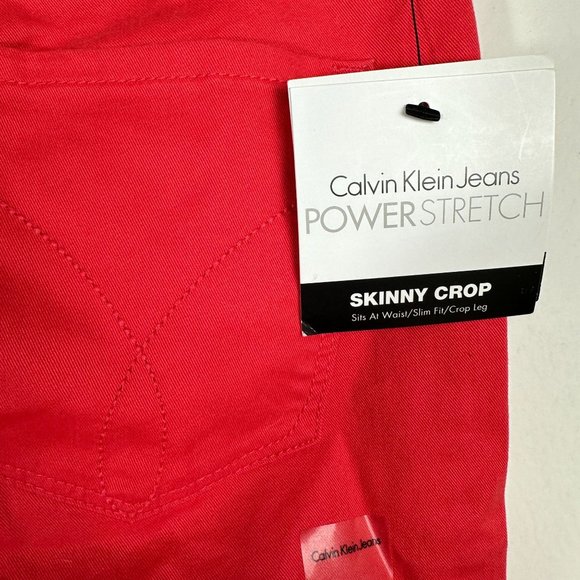 Calvin Klein Jeans
POWERSTRETCH
SKINNY CROP
Sits At Waist/Slim Fit/Crop Leg
Calvin Klein Jeans